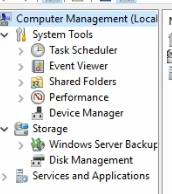 Computer Management (Local
System Tools
Task Scheduler
Event Viewer
Shared Folders
Performance
Device Manager
Storage
Windows Server Backup
Disk Management
Services and Applications